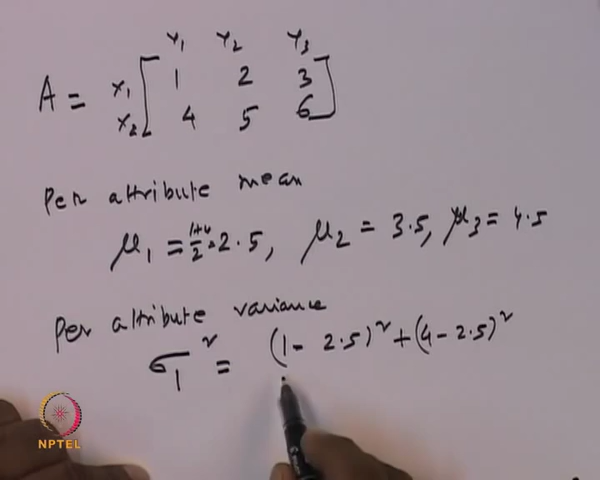 Y1 Y2 Y3
A = X1 [ 1 2 3 ]
X2 [ 4 5 6 ]
Per attribute mean
μ1 = (1+4)/2 = 2.5, μ2 = 3.5, μ3 = 4.5
Per attribute variance
σ1² = (1 - 2.5)² + (4 - 2.5)²
NPTEL